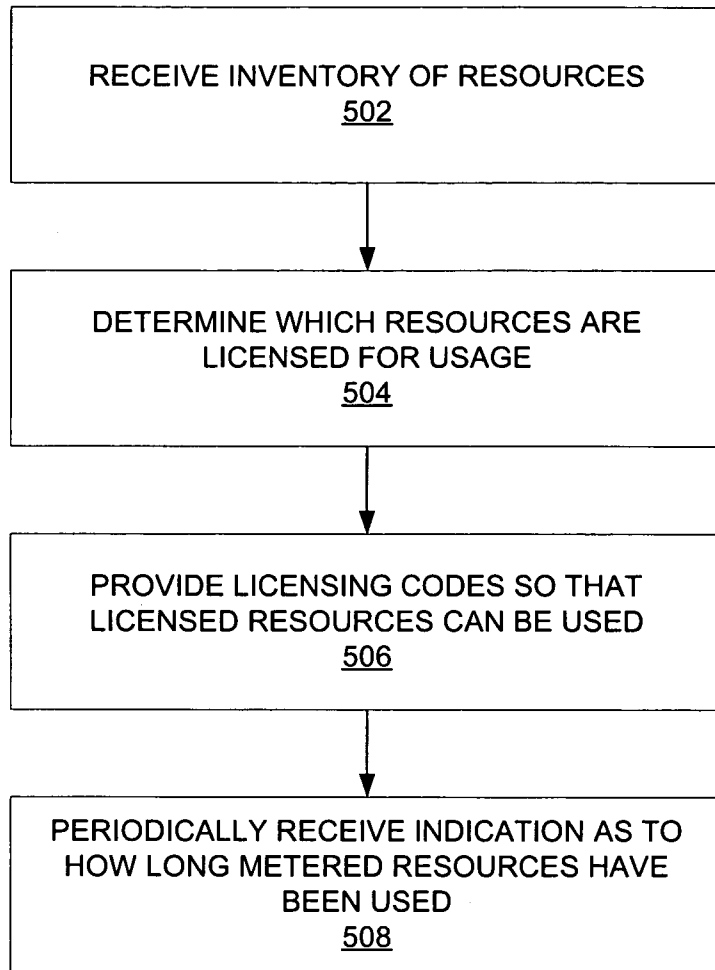 RECEIVE INVENTORY OF RESOURCES
502
DETERMINE WHICH RESOURCES ARE
LICENSED FOR USAGE
504
PROVIDE LICENSING CODES SO THAT
LICENSED RESOURCES CAN BE USED
506
PERIODICALLY RECEIVE INDICATION AS TO
HOW LONG METERED RESOURCES HAVE
BEEN USED
508